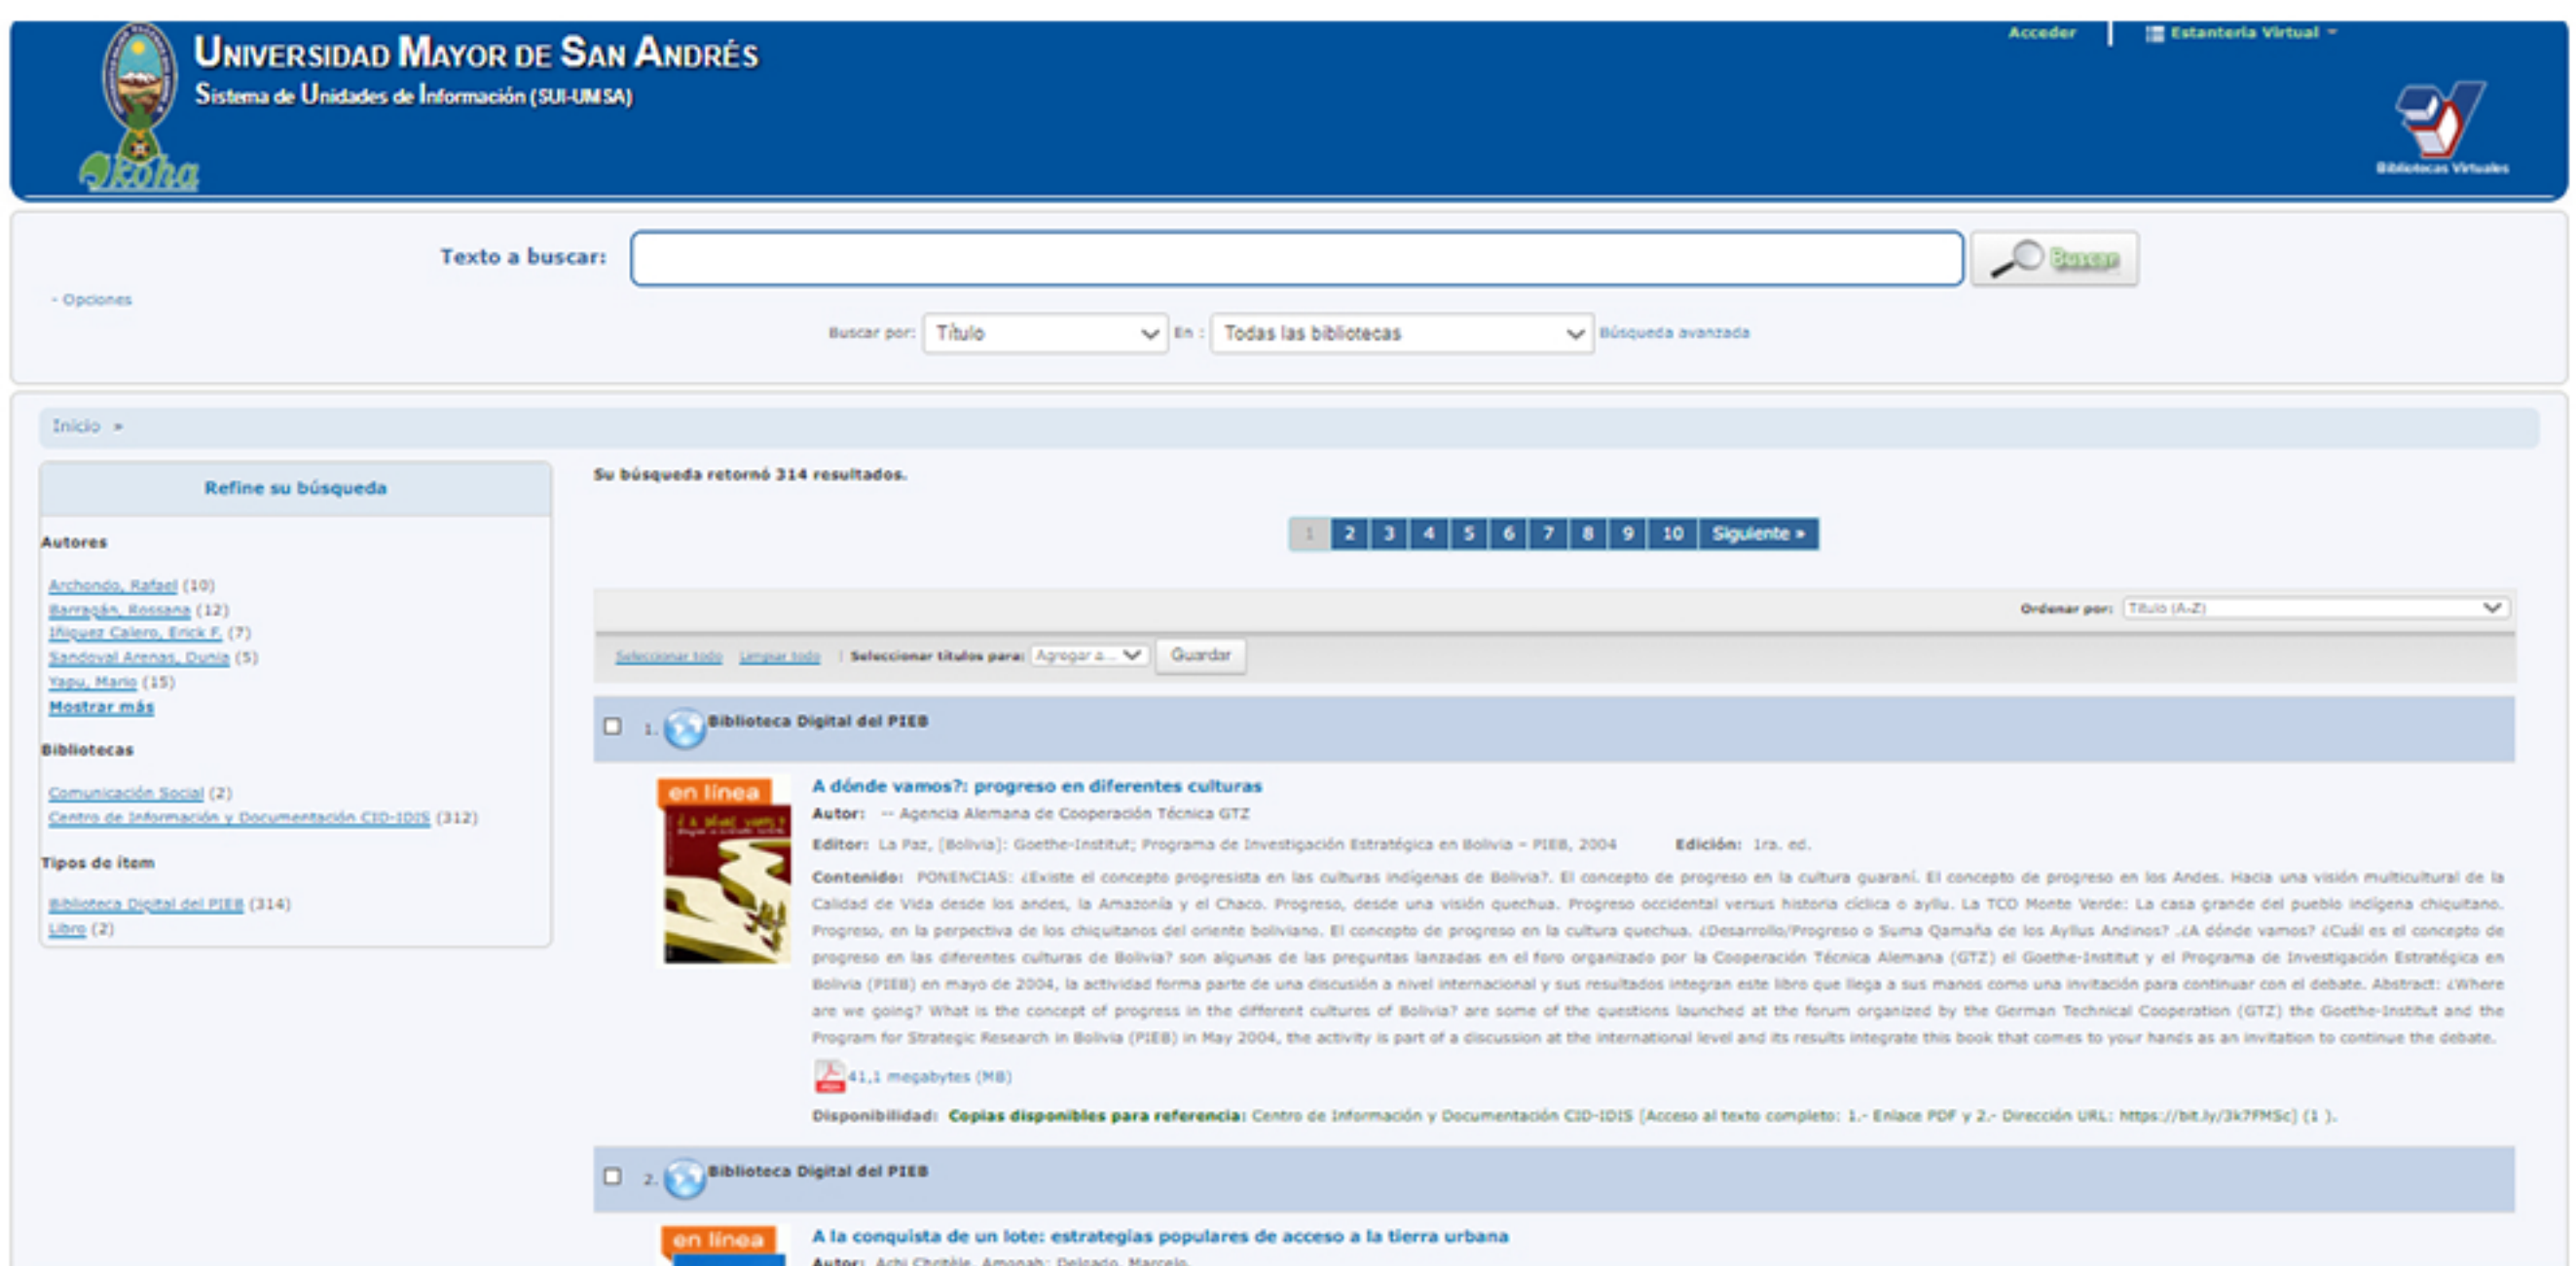 Acceder
Estantería Virtual
UNIVERSIDAD MAYOR DE SAN ANDRÉS
Sistema de Unidades de Información (SUI-UMSA)
koha
Bibliotecas Virtuales
Texto a buscar:
Buscar
- Opciones
Buscar por: Título En : Todas las bibliotecas Búsqueda avanzada
Inicio »
Refine su búsqueda
Autores
Archondo, Rafael (10)
Barragán, Rossana (12)
Iñiguez Calero, Erick F. (7)
Sandoval Arenas, Dunia (5)
Yapu, Mario (15)
Mostrar más
Bibliotecas
Comunicación Social (2)
Centro de Información y Documentación CID-IDIS (312)
Tipos de ítem
Biblioteca Digital del PIEB (314)
Libro (2)
Su búsqueda retornó 314 resultados.
1 2 3 4 5 6 7 8 9 10 Siguiente »
Ordenar por: Título (A-Z)
Seleccionar todo Limpiar todo | Seleccionar títulos para: Agregar a... Guardar
1. Biblioteca Digital del PIEB
en línea
¿A DÓNDE VAMOS?
A dónde vamos?: progreso en diferentes culturas
Autor: -- Agencia Alemana de Cooperación Técnica GTZ
Editor: La Paz, [Bolivia]: Goethe-Institut; Programa de Investigación Estratégica en Bolivia – PIEB, 2004 Edición: 1ra. ed.
Contenido: PONENCIAS: ¿Existe el concepto progresista en las culturas indígenas de Bolivia?. El concepto de progreso en la cultura guaraní. El concepto de progreso en los Andes. Hacia una visión multicultural de la
Calidad de Vida desde los andes, la Amazonía y el Chaco. Progreso, desde una visión quechua. Progreso occidental versus historia cíclica o ayllu. La TCO Monte Verde: La casa grande del pueblo indígena chiquitano.
Progreso, en la perpectiva de los chiquitanos del oriente boliviano. El concepto de progreso en la cultura quechua. ¿Desarrollo/Progreso o Suma Qamaña de los Ayllus Andinos? .¿A dónde vamos? ¿Cuál es el concepto de
progreso en las diferentes culturas de Bolivia? son algunas de las preguntas lanzadas en el foro organizado por la Cooperación Técnica Alemana (GTZ) el Goethe-Institut y el Programa de Investigación Estratégica en
Bolivia (PIEB) en mayo de 2004, la actividad forma parte de una discusión a nivel internacional y sus resultados integran este libro que llega a sus manos como una invitación para continuar con el debate. Abstract: ¿Where
are we going? What is the concept of progress in the different cultures of Bolivia? are some of the questions launched at the forum organized by the German Technical Cooperation (GTZ) the Goethe-Institut and the
Program for Strategic Research in Bolivia (PIEB) in May 2004, the activity is part of a discussion at the international level and its results integrate this book that comes to your hands as an invitation to continue the debate.
41,1 megabytes (MB)
Disponibilidad: Copias disponibles para referencia: Centro de Información y Documentación CID-IDIS [Acceso al texto completo: 1.- Enlace PDF y 2.- Dirección URL: https://bit.ly/3k7FMSc] (1 ).
2. Biblioteca Digital del PIEB
en línea
A la conquista de un lote: estrategias populares de acceso a la tierra urbana
Autor: Achi Chritèle, Amonah; Delgado, Marcelo.